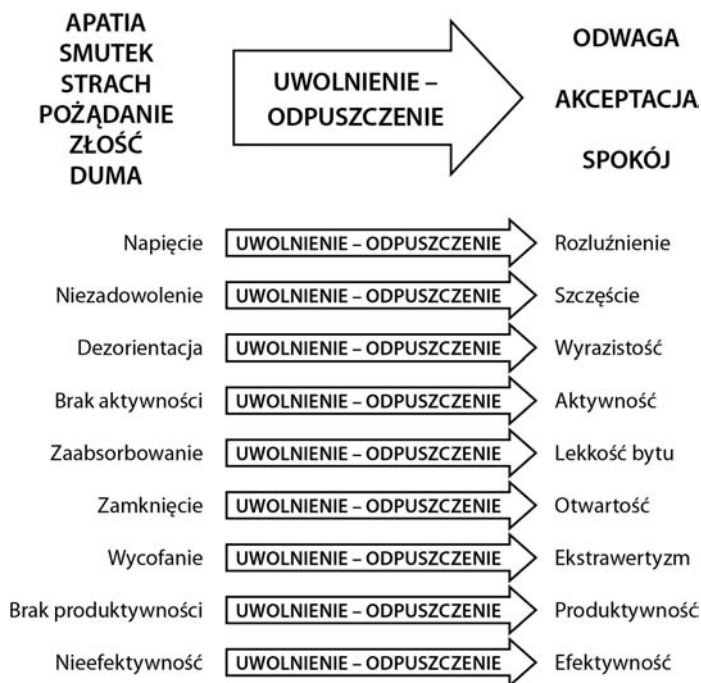 APATIA
SMUTEK
STRACH
POŻĄDANIE
ZŁOŚĆ
DUMA
UWOLNIENIE –
ODPUSZCZENIE
ODWAGA
AKCEPTACJA
SPOKÓJ
Napięcie UWOLNIENIE – ODPUSZCZENIE Rozluźnienie
Niezadowolenie UWOLNIENIE – ODPUSZCZENIE Szczęście
Dezorientacja UWOLNIENIE – ODPUSZCZENIE Wyrazistość
Brak aktywności UWOLNIENIE – ODPUSZCZENIE Aktywność
Zaabsorbowanie UWOLNIENIE – ODPUSZCZENIE Lekkość bytu
Zamknięcie UWOLNIENIE – ODPUSZCZENIE Otwartość
Wycofanie UWOLNIENIE – ODPUSZCZENIE Ekstrawertyzm
Brak produktywności UWOLNIENIE – ODPUSZCZENIE Produktywność
Nieefektywność UWOLNIENIE – ODPUSZCZENIE Efektywność